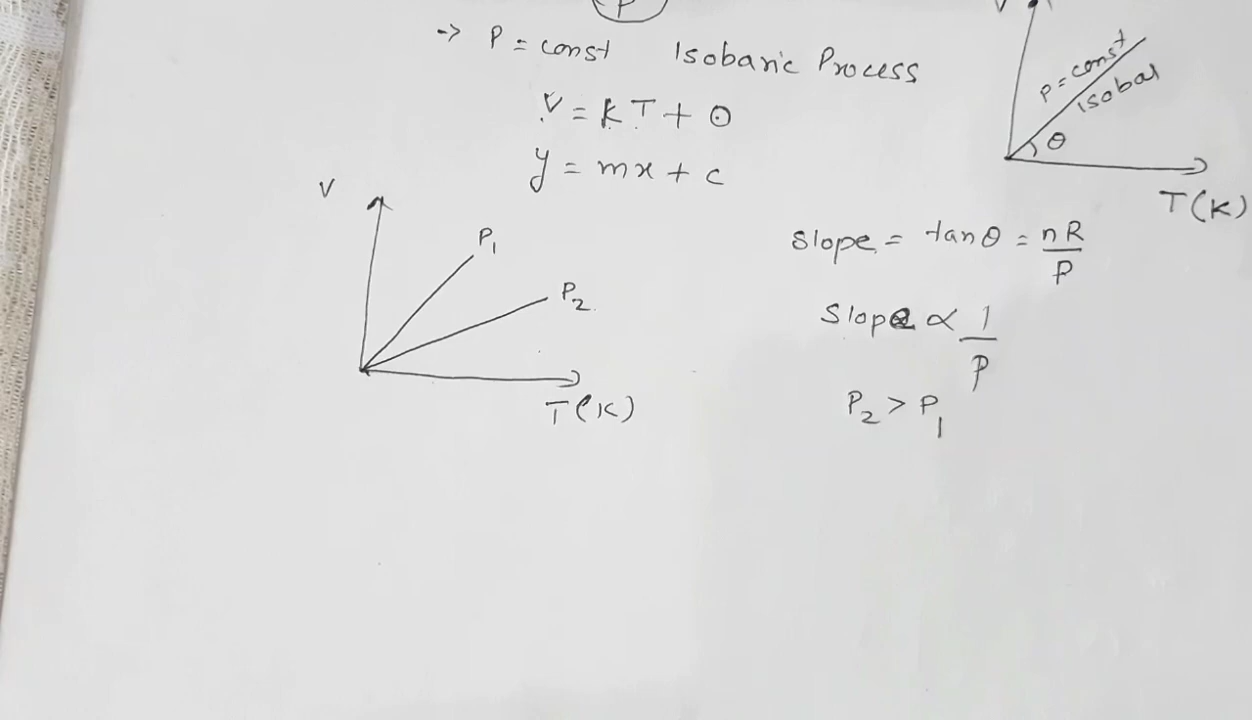 P
-> P = const Isobaric Process
V = kT + 0
y = mx + c
V
P = const
isobar
θ
T(K)
V
P1
P2
T(K)
Slope = tanθ = nR/P
Slope ∝ 1/P
P2 > P1